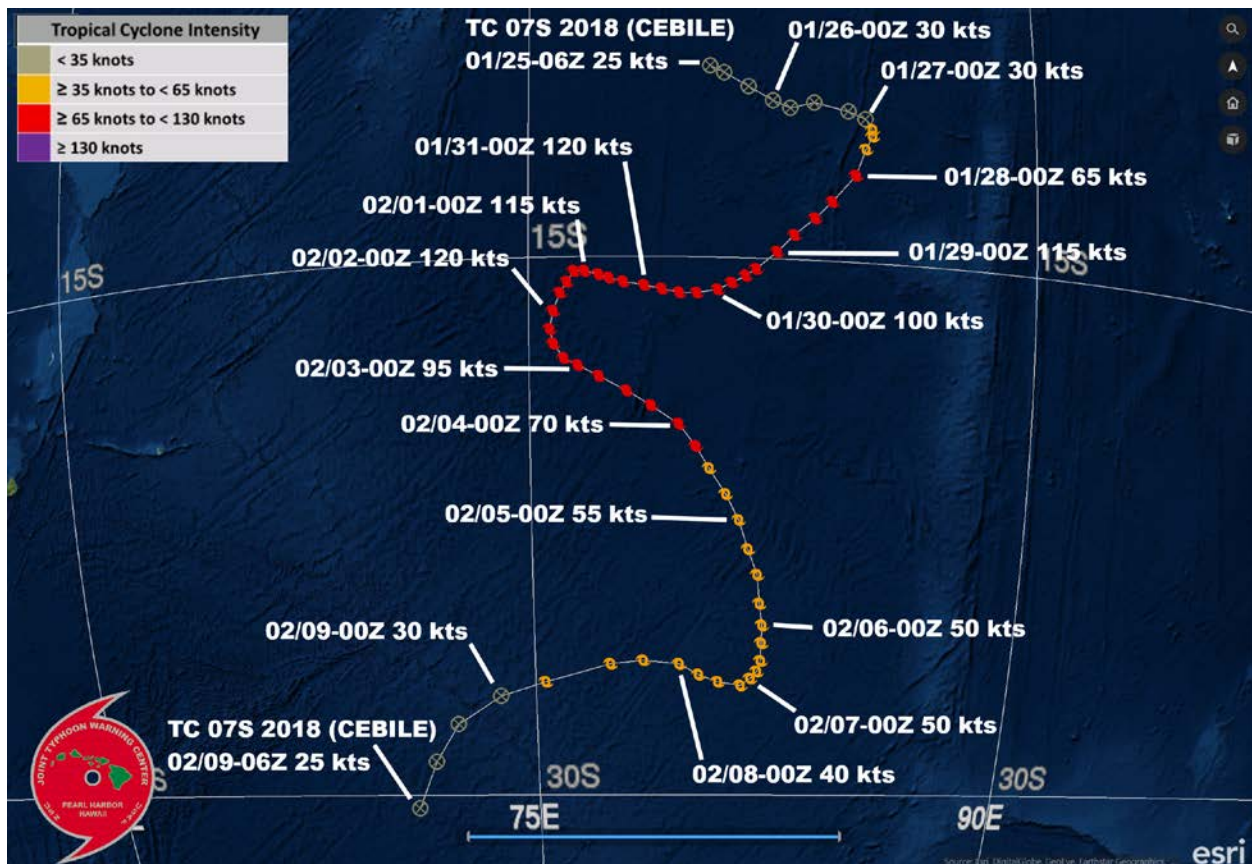 Tropical Cyclone Intensity
< 35 knots
≥ 35 knots to < 65 knots
≥ 65 knots to < 130 knots
≥ 130 knots
TC 07S 2018 (CEBILE)
01/25-06Z 25 kts
01/26-00Z 30 kts
01/27-00Z 30 kts
01/31-00Z 120 kts
01/28-00Z 65 kts
02/01-00Z 115 kts
15S
15S
15S
01/29-00Z 115 kts
02/02-00Z 120 kts
01/30-00Z 100 kts
02/03-00Z 95 kts
02/04-00Z 70 kts
02/05-00Z 55 kts
02/06-00Z 50 kts
02/09-00Z 30 kts
02/07-00Z 50 kts
TC 07S 2018 (CEBILE)
02/09-06Z 25 kts
02/08-00Z 40 kts
30S
30S
75E
90E
JOINT TYPHOON WARNING CENTER
PEARL HARBOR
HAWAII
Source: Esri, DigitalGlobe, GeoEye, Earthstar Geographics
esri